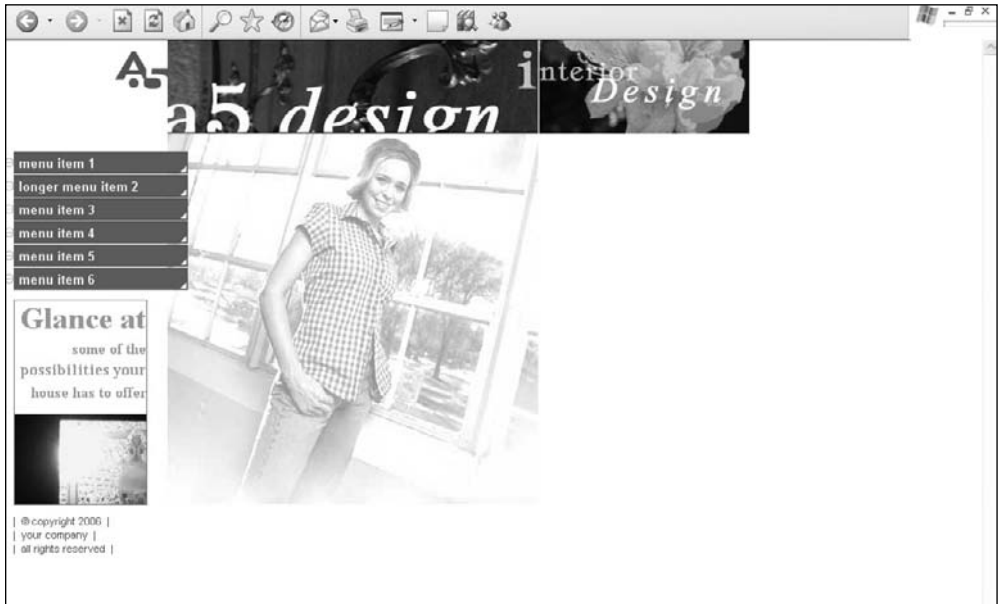 A5
a5 design
interior
Design
menu item 1
longer menu item 2
menu item 3
menu item 4
menu item 5
menu item 6
Glance at
some of the
possibilities your
house has to offer
| © copyright 2006 |
| your company |
| all rights reserved |